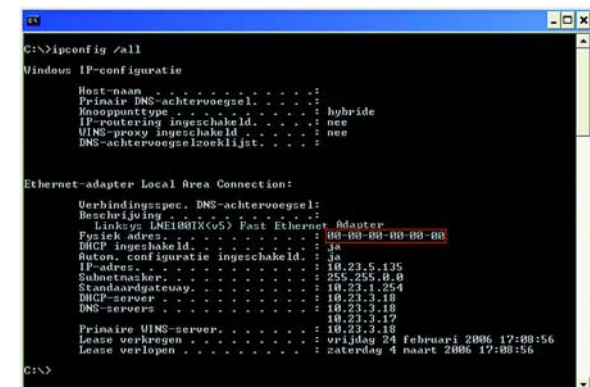 C:\>ipconfig /all
Windows IP-configuratie
Host-naam . . . . . . . . . . . .:
Primair DNS-achtervoegsel. . . . .:
Knooppunttype . . . . . . . . . . : hybride
IP-routering ingeschakeld. . . . .: nee
WINS-proxy ingeschakeld . . . . . : nee
DNS-achtervoegselzoeklijst. . . . :
Ethernet-adapter Local Area Connection:
Verbindingsspec. DNS-achtervoegsel:
Beschrijving . . . . . . . . . . .:
Linksys LNE100TX(v5) Fast Ethernet Adapter
Fysiek adres. . . . . . . . . . . : 00-00-00-00-00-00
DHCP ingeshakeld. . . . . . . . . : ja
Autom. configuratie ingeschakeld. : ja
IP-adres. . . . . . . . . . . . . : 10.23.5.135
Subnetmasker. . . . . . . . . . . : 255.255.0.0
Standaardgateway. . . . . . . . . : 10.23.1.254
DHCP-server . . . . . . . . . . . : 10.23.3.18
DNS-servers . . . . . . . . . . . : 10.23.3.18
10.23.3.17
Primaire WINS-server. . . . . . . : 10.23.3.18
Lease verkregen . . . . . . . . . : vrijdag 24 februari 2006 17:08:56
Lease verlopen . . . . . . . . . .: zaterdag 4 maart 2006 17:08:56
C:\>